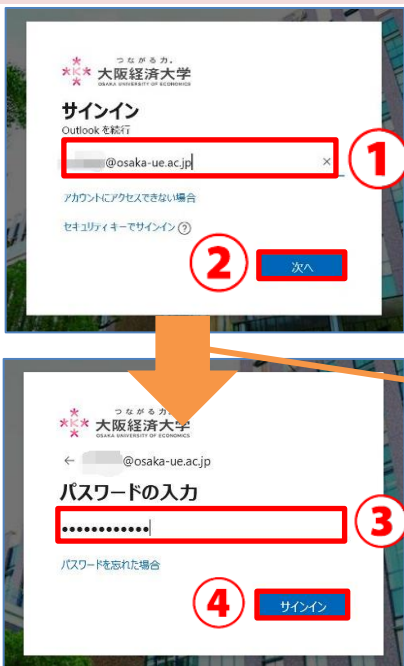 つながる力。
大阪経済大学
OSAKA UNIVERSITY OF ECONOMICS
サインイン
Outlook を続行
@osaka-ue.ac.jp ×
①
アカウントにアクセスできない場合
セキュリティ キーでサインイン ?
② 次へ
つながる力。
大阪経済大学
OSAKA UNIVERSITY OF ECONOMICS
← @osaka-ue.ac.jp
パスワードの入力
••••••••••••
③
パスワードを忘れた場合
④ サインイン